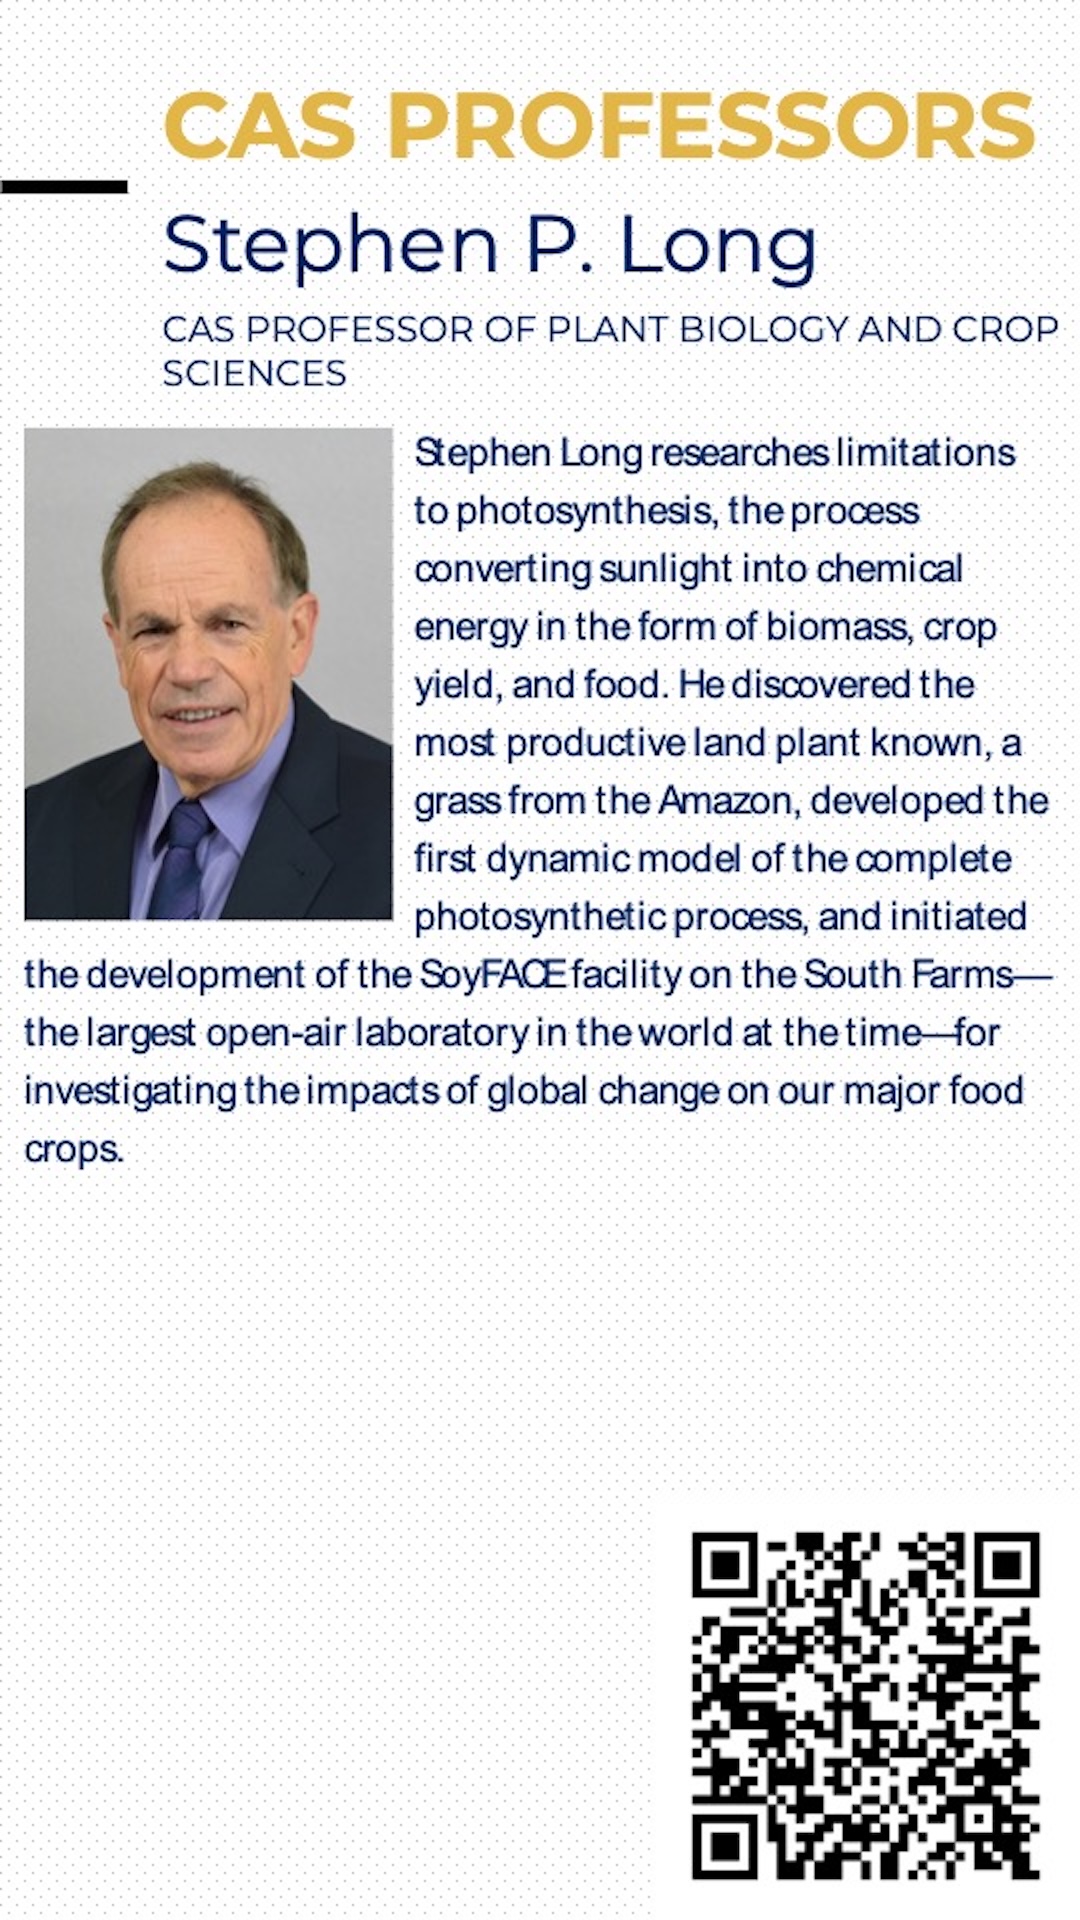 CAS PROFESSORS
Stephen P. Long
CAS PROFESSOR OF PLANT BIOLOGY AND CROP
SCIENCES
Stephen Long researches limitations
to photosynthesis, the process
converting sunlight into chemical
energy in the form of biomass, crop
yield, and food. He discovered the
most productive land plant known, a
grass from the Amazon, developed the
first dynamic model of the complete
photosynthetic process, and initiated
the development of the SoyFACE facility on the South Farms—
the largest open-air laboratory in the world at the time—for
investigating the impacts of global change on our major food
crops.